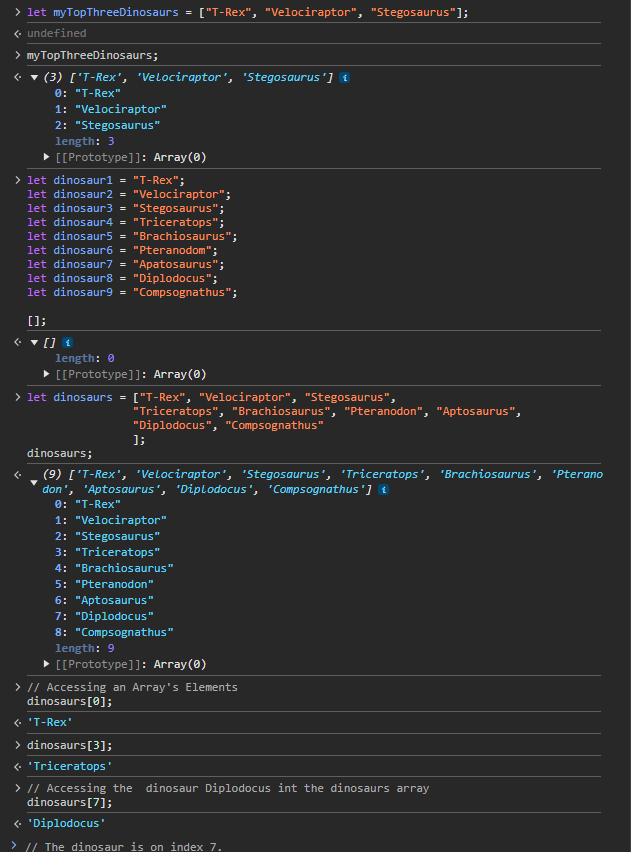 let myTopThreeDinosaurs = ["T-Rex", "Velociraptor", "Stegosaurus"];
undefined
myTopThreeDinosaurs;
(3) ['T-Rex', 'Velociraptor', 'Stegosaurus'] i
0: "T-Rex"
1: "Velociraptor"
2: "Stegosaurus"
length: 3
[[Prototype]]: Array(0)
let dinosaur1 = "T-Rex";
let dinosaur2 = "Velociraptor";
let dinosaur3 = "Stegosaurus";
let dinosaur4 = "Triceratops";
let dinosaur5 = "Brachiosaurus";
let dinosaur6 = "Pteranodom";
let dinosaur7 = "Apatosaurus";
let dinosaur8 = "Diplodocus";
let dinosaur9 = "Compsognathus";
[];
[] i
length: 0
[[Prototype]]: Array(0)
let dinosaurs = ["T-Rex", "Velociraptor", "Stegosaurus",
"Triceratops", "Brachiosaurus", "Pteranodon", "Aptosaurus",
"Diplodocus", "Compsognathus"
];
dinosaurs;
(9) ['T-Rex', 'Velociraptor', 'Stegosaurus', 'Triceratops', 'Brachiosaurus', 'Pterano
don', 'Aptosaurus', 'Diplodocus', 'Compsognathus'] i
0: "T-Rex"
1: "Velociraptor"
2: "Stegosaurus"
3: "Triceratops"
4: "Brachiosaurus"
5: "Pteranodon"
6: "Aptosaurus"
7: "Diplodocus"
8: "Compsognathus"
length: 9
[[Prototype]]: Array(0)
// Accessing an Array's Elements
dinosaurs[0];
'T-Rex'
dinosaurs[3];
'Triceratops'
// Accessing the  dinosaur Diplodocus int the dinosaurs array
dinosaurs[7];
'Diplodocus'
// The dinosaur is on index 7.